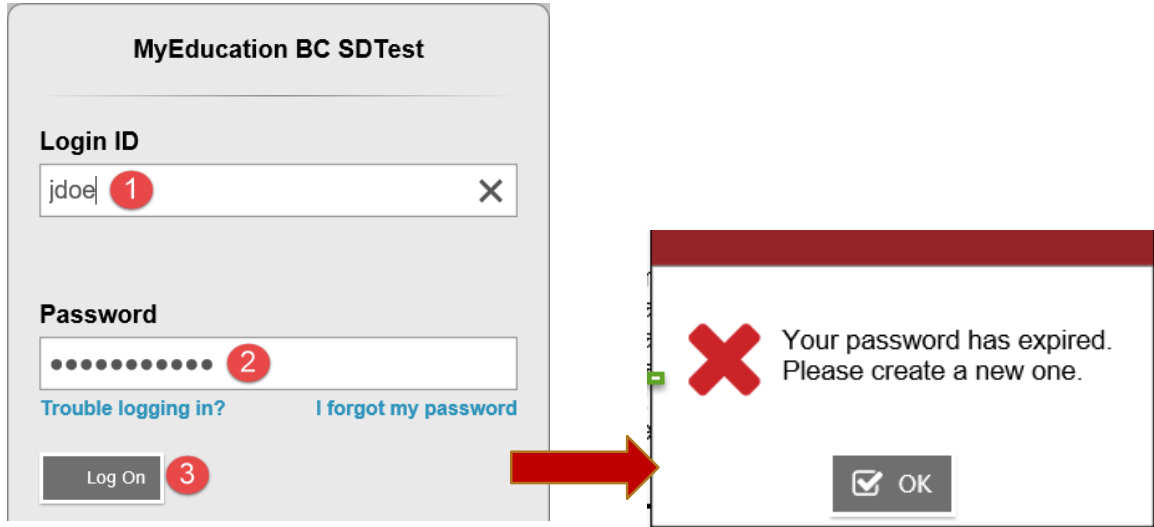 MyEducation BC SDTest
Login ID
jdoe 1
Password
••••••••••• 2
Trouble logging in? I forgot my password
Log On 3
Your password has expired.
Please create a new one.
OK